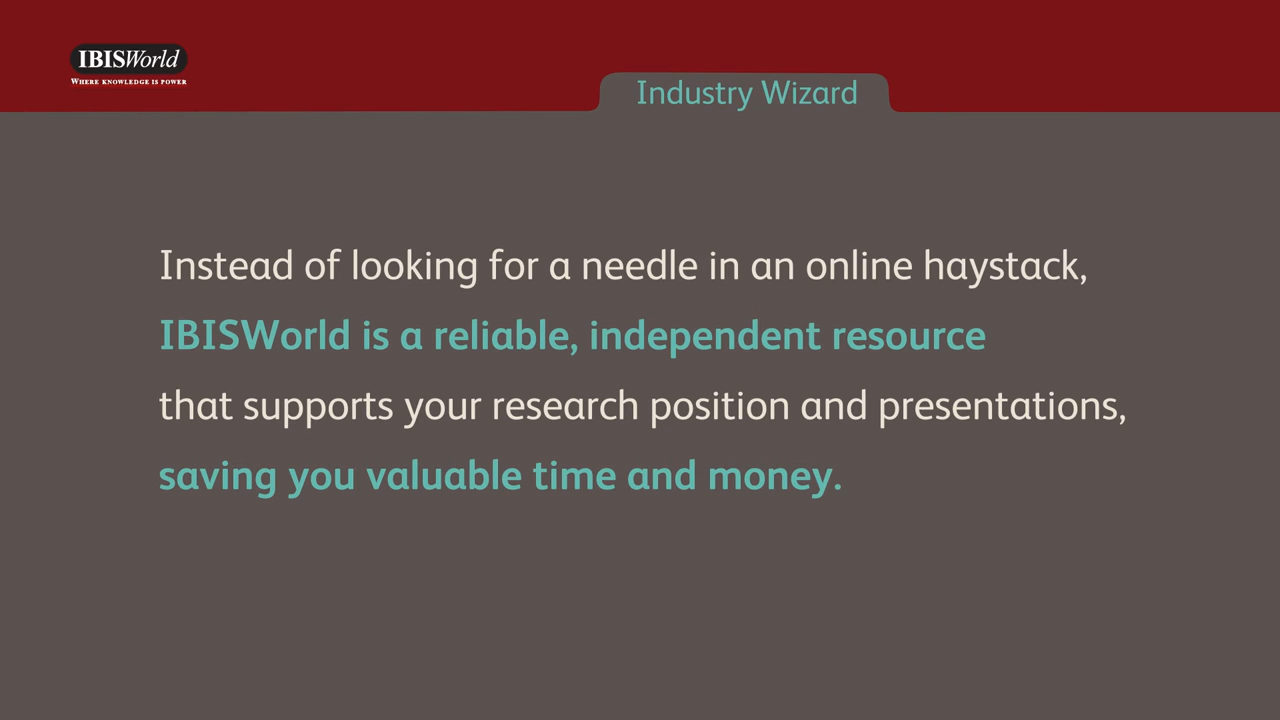 IBISWorld
WHERE KNOWLEDGE IS POWER
Industry Wizard
Instead of looking for a needle in an online haystack,
IBISWorld is a reliable, independent resource
that supports your research position and presentations,
saving you valuable time and money.